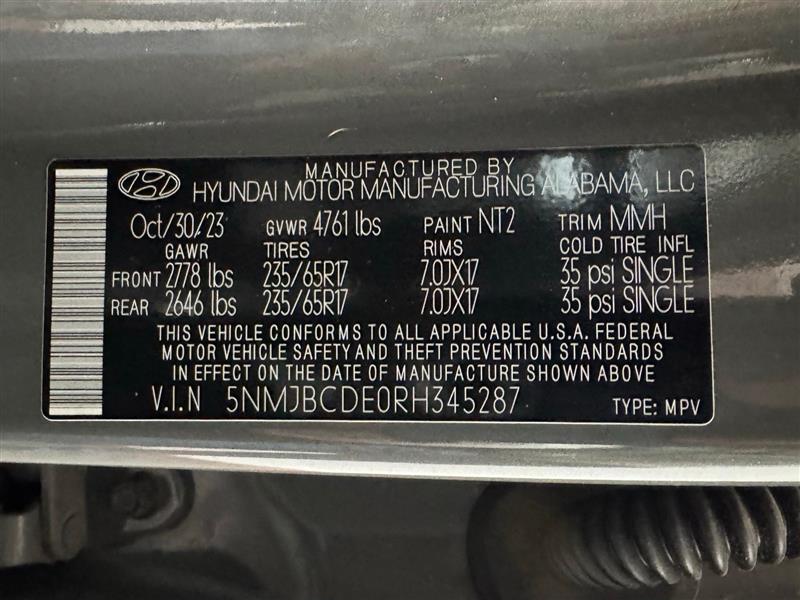 MANUFACTURED BY
HYUNDAI MOTOR MANUFACTURING ALABAMA, LLC
Oct/30/23 GVWR 4761 lbs PAINT NT2 TRIM MMH
GAWR TIRES RIMS COLD TIRE INFL
FRONT 2778 lbs 235/65R17 7.0JX17 35 psi SINGLE
REAR 2646 lbs 235/65R17 7.0JX17 35 psi SINGLE
THIS VEHICLE CONFORMS TO ALL APPLICABLE U.S.A. FEDERAL
MOTOR VEHICLE SAFETY AND THEFT PREVENTION STANDARDS
IN EFFECT ON THE DATE OF MANUFACTURE SHOWN ABOVE
V.I.N 5NMJBCDE0RH345287 TYPE: MPV